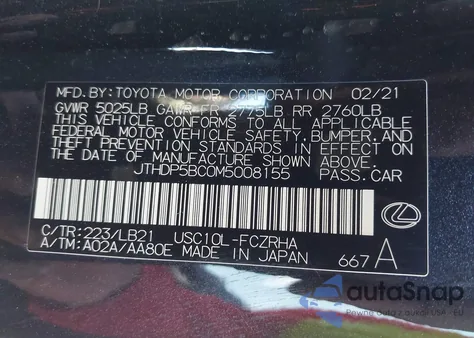 MFD.BY:TOYOTA MOTOR CORPORATION 02/21
GVWR 5025LB GAWR FR 2775LB RR 2760LB
THIS VEHICLE CONFORMS TO ALL APPLICABLE
FEDERAL MOTOR VEHICLE SAFETY, BUMPER, AND
THEFT PREVENTION STANDARDS IN EFFECT ON
THE DATE OF MANUFACTURE SHOWN ABOVE.
JTHDP5BC0M5008155 PASS.CAR
C/TR:223/LB21 USC10L-FCZRHA
A/TM:A02A/AA80E MADE IN JAPAN
667 A
autoSnap